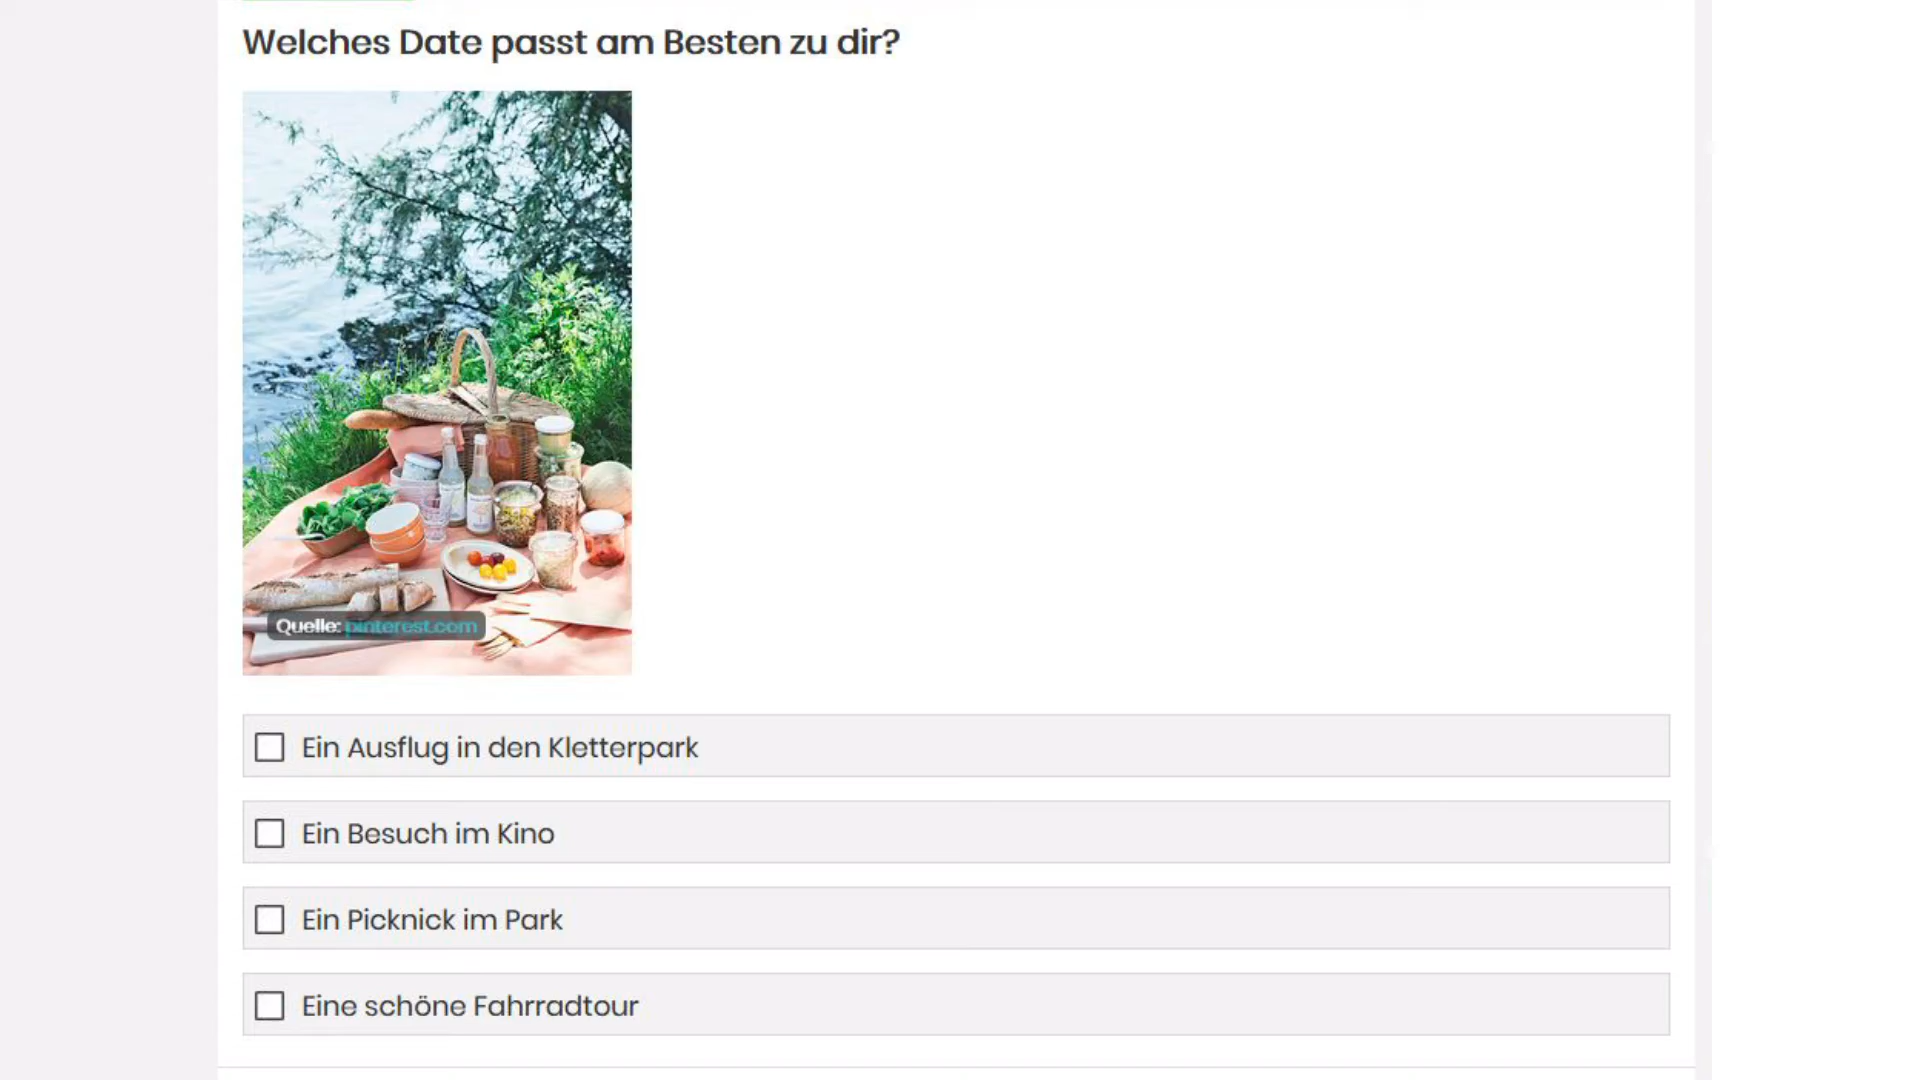 Welches Date passt am Besten zu dir?
Quelle: pinterest.com
Ein Ausflug in den Kletterpark
Ein Besuch im Kino
Ein Picknick im Park
Eine schöne Fahrradtour